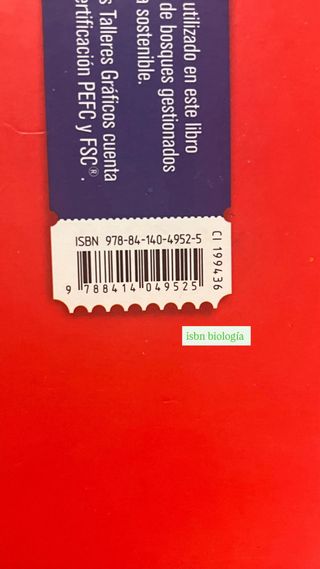 utilizado en este libro
de bosques gestionados
a sostenible.
s Talleres Gráficos cuenta
ertificación PEFC y FSC®.
ISBN 978-84-140-4952-5
9 788414 049525
CI 199436
isbn biología